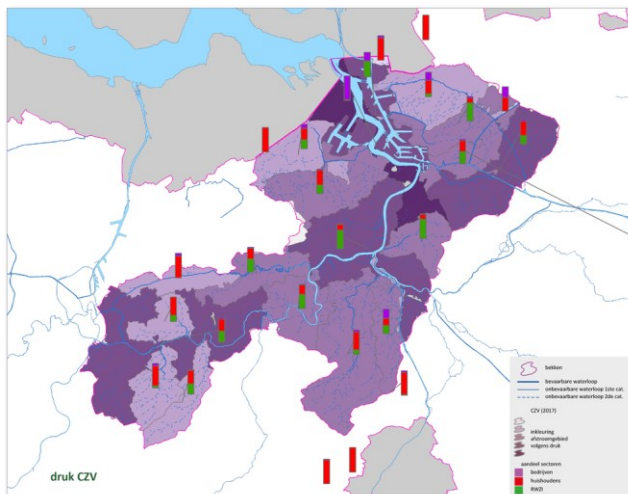 bekken
bevaarbare waterloop
onbevaarbare waterloop 1ste cat.
onbevaarbare waterloop 2de cat.
CZV (2017)
inkleuring
afstroomgebied
volgens druk
aandeel sectoren
bedrijven
huishoudens
RWZI
druk CZV